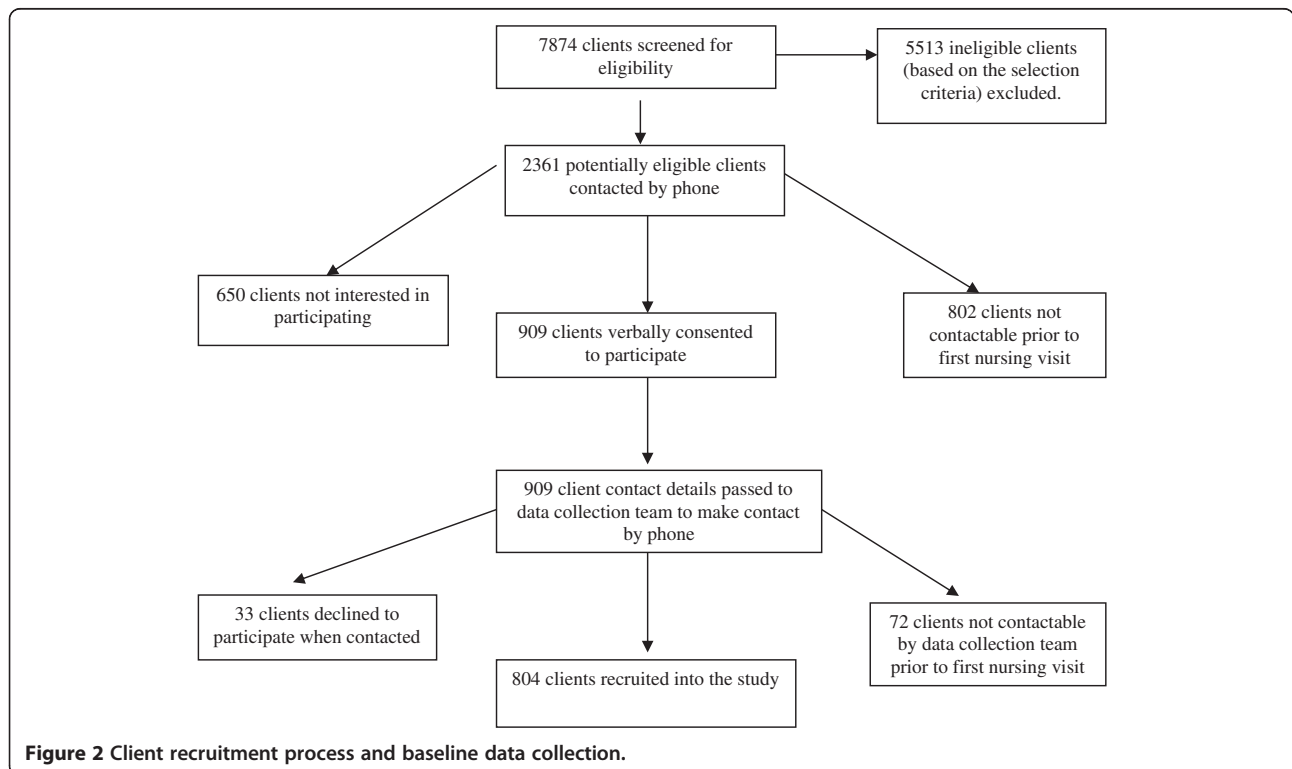 7874 clients screened for
eligibility
5513 ineligible clients
(based on the selection
criteria) excluded.
2361 potentially eligible clients
contacted by phone
650 clients not interested in
participating
909 clients verbally consented
to participate
802 clients not
contactable prior to
first nursing visit
909 client contact details passed to
data collection team to make contact
by phone
33 clients declined to
participate when contacted
804 clients recruited into the study
72 clients not contactable
by data collection team
prior to first nursing visit
Figure 2 Client recruitment process and baseline data collection.